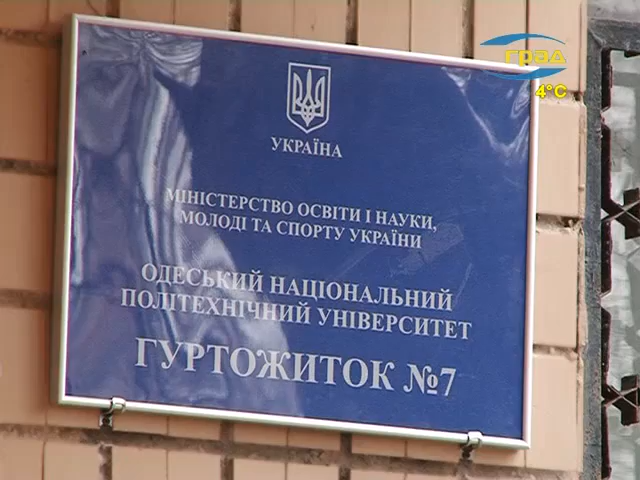 град
4°C
УКРАЇНА
МІНІСТЕРСТВО ОСВІТИ І НАУКИ,
МОЛОДІ ТА СПОРТУ УКРАЇНИ
ОДЕСЬКИЙ НАЦІОНАЛЬНИЙ
ПОЛІТЕХНІЧНИЙ УНІВЕРСИТЕТ
ГУРТОЖИТОК №7